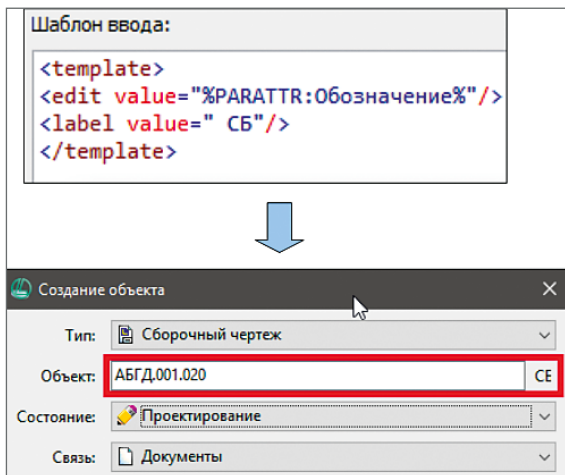 Шаблон ввода:
<template>
<edit value="%PARATTR:Обозначение%"/>
<label value=" СБ"/>
</template>
Создание объекта
Тип: Сборочный чертеж
Объект: АБГД.001.020 СЕ
Состояние: Проектирование
Связь: Документы